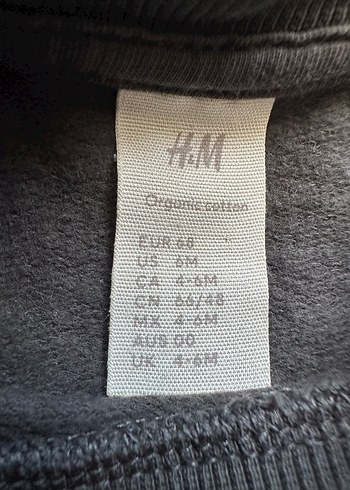 H&M
Organic cotton
EUR 68
US 6M
CA 4-6M
CN 66/48
MX 4-6M
AUS 00
UK 4-6M